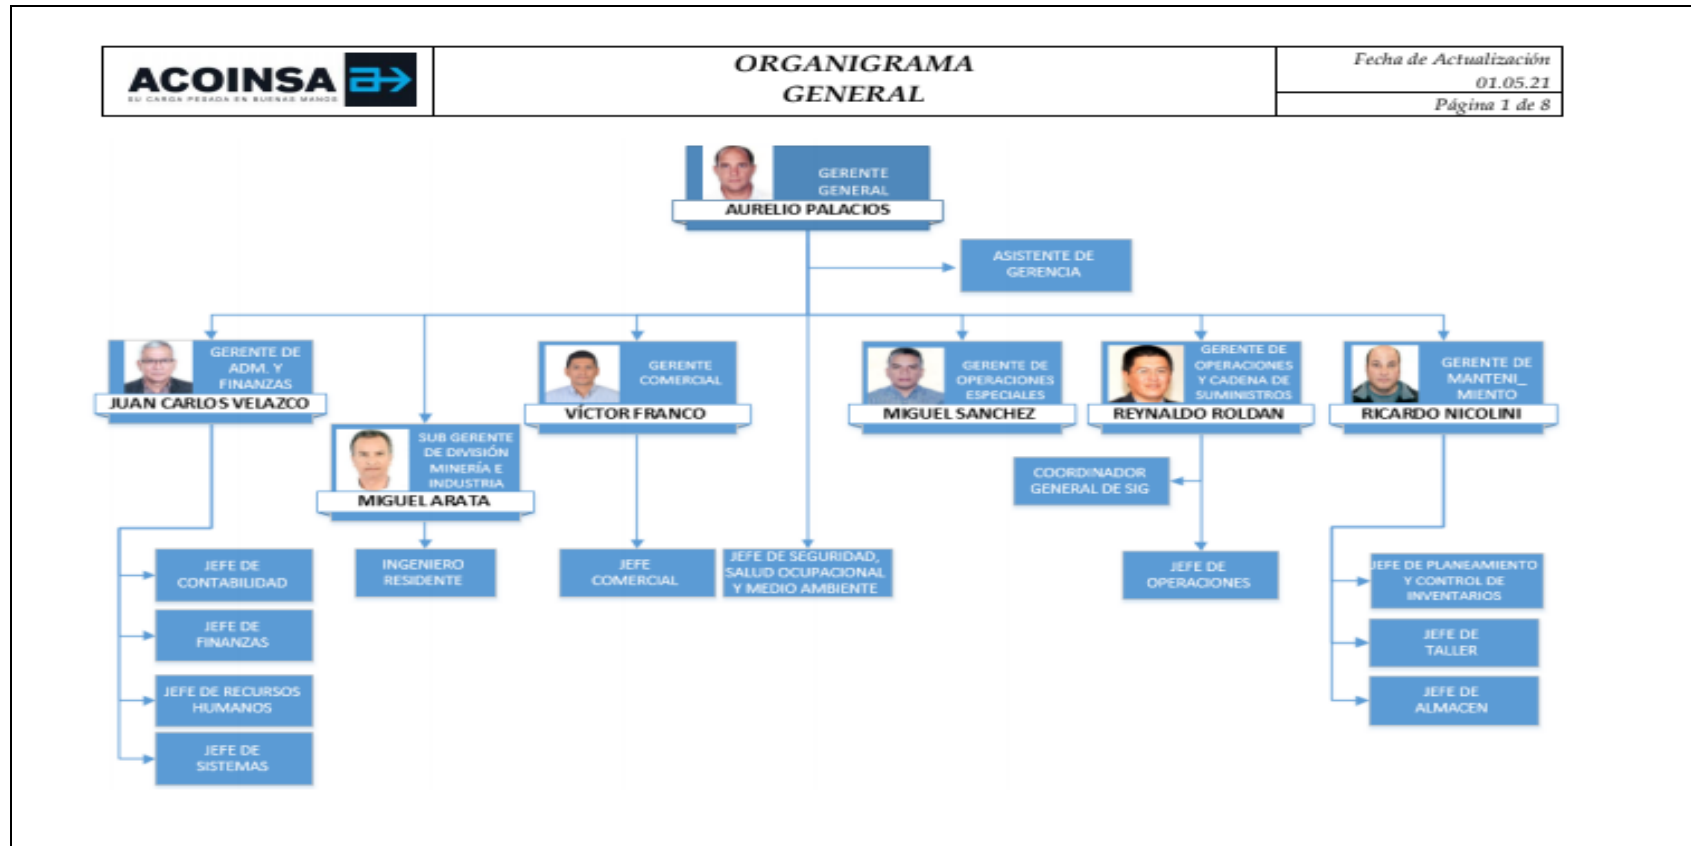 ACOINSA
SU CARGA PESADA EN BUENAS MANOS
ORGANIGRAMA
GENERAL
Fecha de Actualización
01.05.21
Página 1 de 8
GERENTE
GENERAL
AURELIO PALACIOS
ASISTENTE DE
GERENCIA
GERENTE DE
ADM. Y
FINANZAS
JUAN CARLOS VELAZCO
SUB GERENTE
DE DIVISIÓN
MINERÍA E
INDUSTRIA
MIGUEL ARATA
GERENTE
COMERCIAL
VÍCTOR FRANCO
GERENTE DE
OPERACIONES
ESPECIALES
MIGUEL SANCHEZ
GERENTE DE
OPERACIONES
Y CADENA DE
SUMINISTROS
REYNALDO ROLDAN
GERENTE DE
MANTENI_
MIENTO
RICARDO NICOLINI
COORDINADOR
GENERAL DE SIG
JEFE DE
CONTABILIDAD
JEFE DE
FINANZAS
JEFE DE RECURSOS
HUMANOS
JEFE DE
SISTEMAS
INGENIERO
RESIDENTE
JEFE
COMERCIAL
JEFE DE SEGURIDAD,
SALUD OCUPACIONAL
Y MEDIO AMBIENTE
JEFE DE
OPERACIONES
JEFE DE PLANEAMIENTO
Y CONTROL DE
INVENTARIOS
JEFE DE
TALLER
JEFE DE
ALMACEN